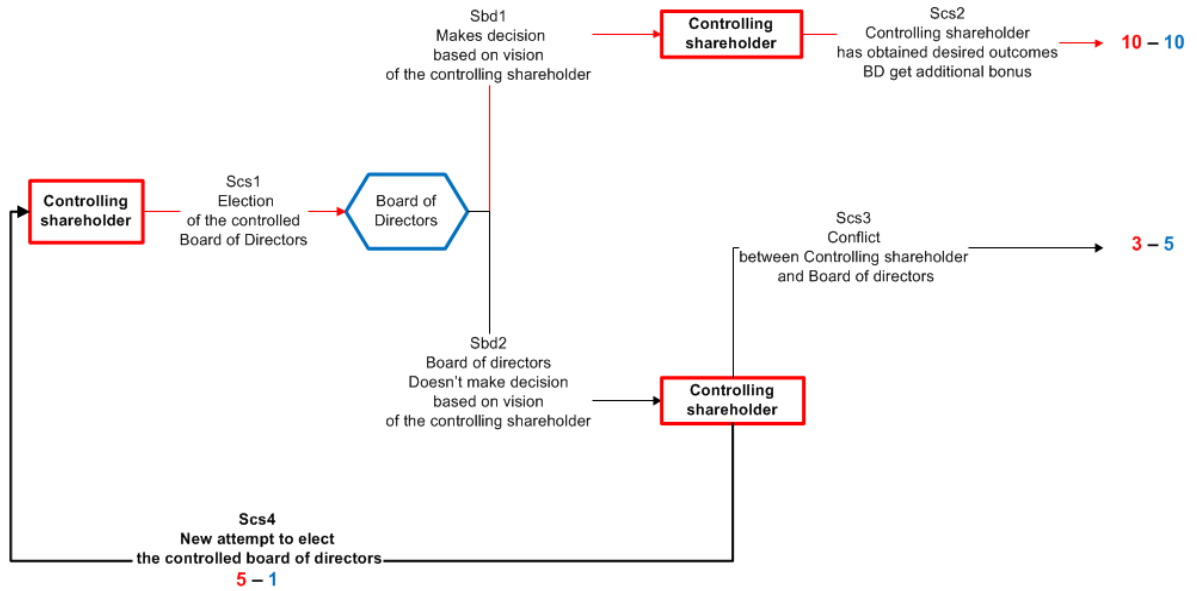 Sbd1
Makes decision
based on vision
of the controlling shareholder
Controlling
shareholder
Scs2
Controlling shareholder
has obtained desired outcomes
BD get additional bonus
10 – 10
Controlling
shareholder
Scs1
Election
of the controlled
Board of Directors
Board of
Directors
Scs3
Conflict
between Controlling shareholder
and Board of directors
3 – 5
Sbd2
Board of directors
Doesn't make decision
based on vision
of the controlling shareholder
Controlling
shareholder
Scs4
New attempt to elect
the controlled board of directors
5 – 1